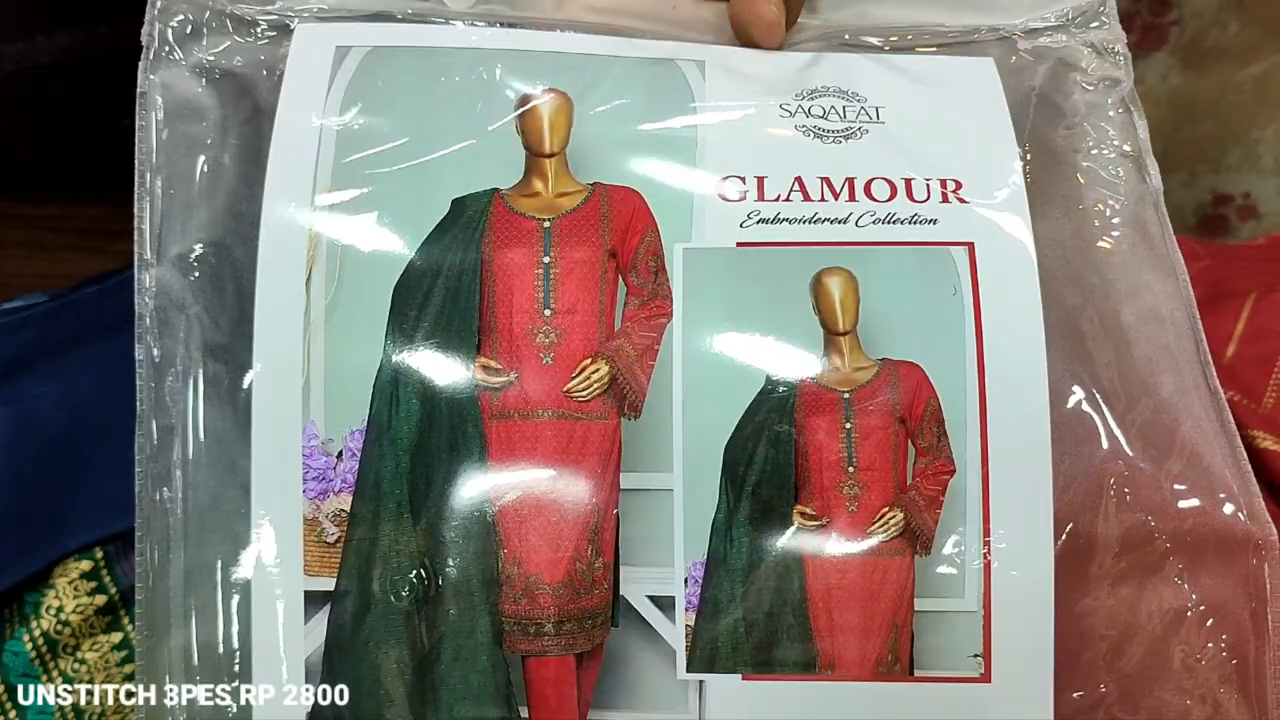 SAQAFAT
GLAMOUR
Embroidered Collection
UNSTITCH 3PES RP 2800